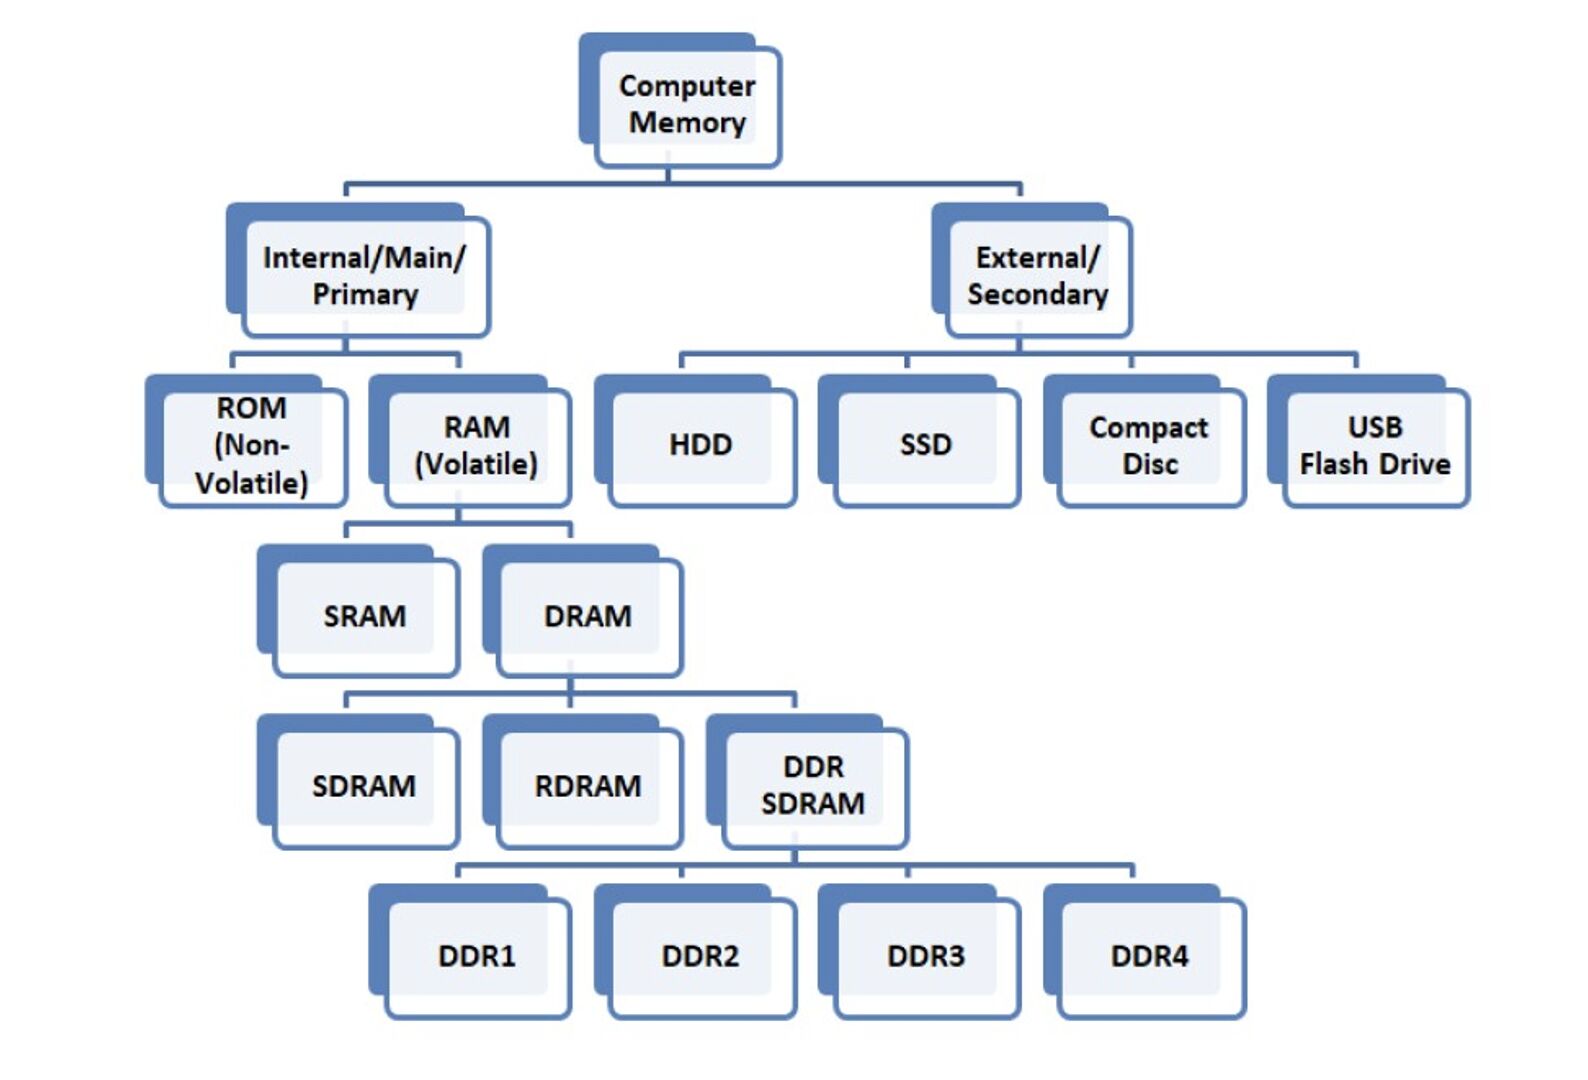 Computer
Memory
Internal/Main/
Primary
External/
Secondary
ROM
(Non-
Volatile)
RAM
(Volatile)
HDD
SSD
Compact
Disc
USB
Flash Drive
SRAM
DRAM
SDRAM
RDRAM
DDR
SDRAM
DDR1
DDR2
DDR3
DDR4